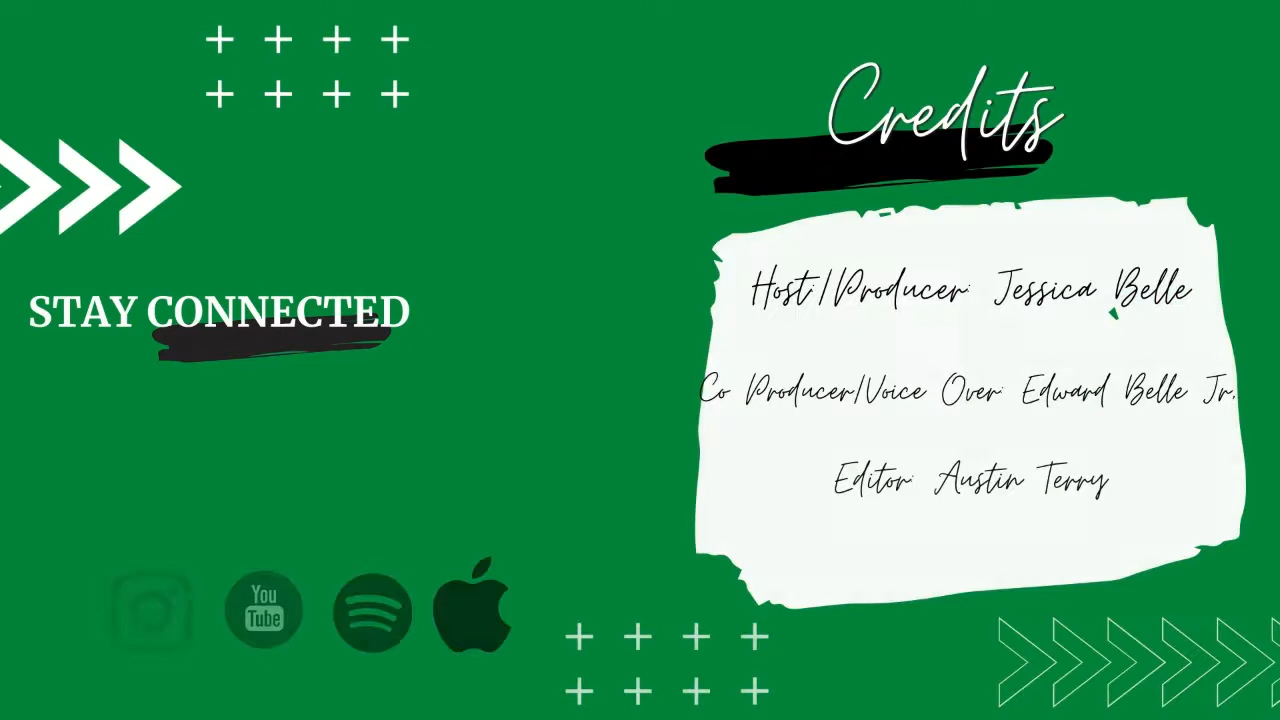 Credits
STAY CONNECTED
Host/Producer: Jessica Belle
Co Producer/Voice Over: Edward Belle Jr.
Editor: Austin Terry
You
Tube